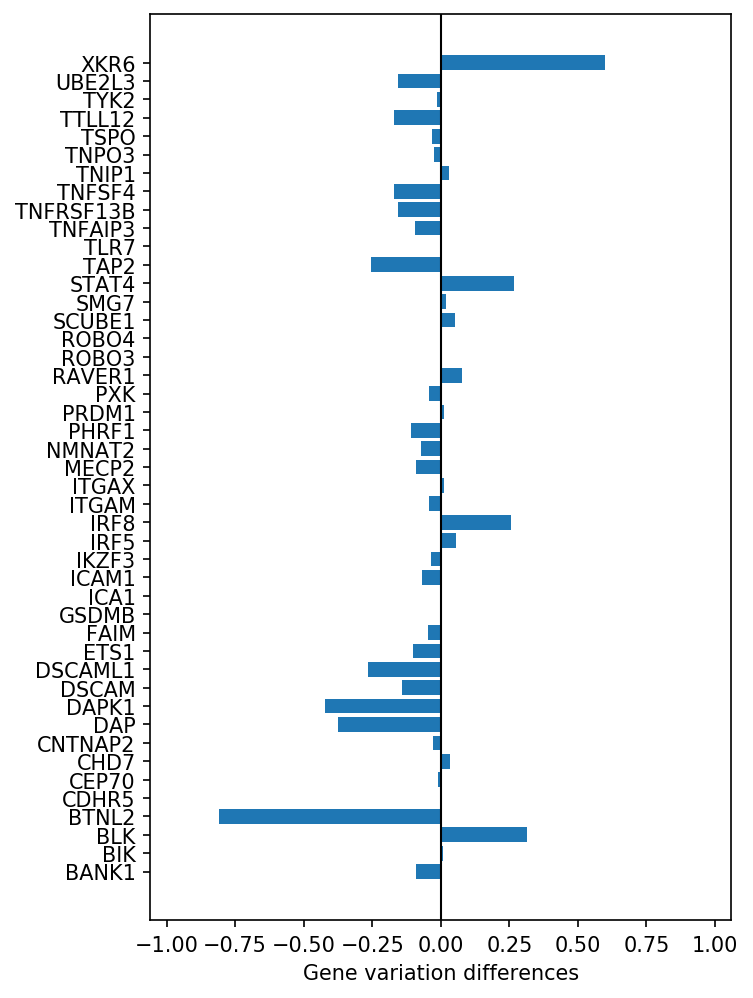 XKR6
UBE2L3
TYK2
TTLL12
TSPO
TNPO3
TNIP1
TNFSF4
TNFRSF13B
TNFAIP3
TLR7
TAP2
STAT4
SMG7
SCUBE1
ROBO4
ROBO3
RAVER1
PXK
PRDM1
PHRF1
NMNAT2
MECP2
ITGAX
ITGAM
IRF8
IRF5
IKZF3
ICAM1
ICA1
GSDMB
FAIM
ETS1
DSCAML1
DSCAM
DAPK1
DAP
CNTNAP2
CHD7
CEP70
CDHR5
BTNL2
BLK
BIK
BANK1
−1.00 −0.75 −0.50 −0.25 0.00 0.25 0.50 0.75 1.00
Gene variation differences